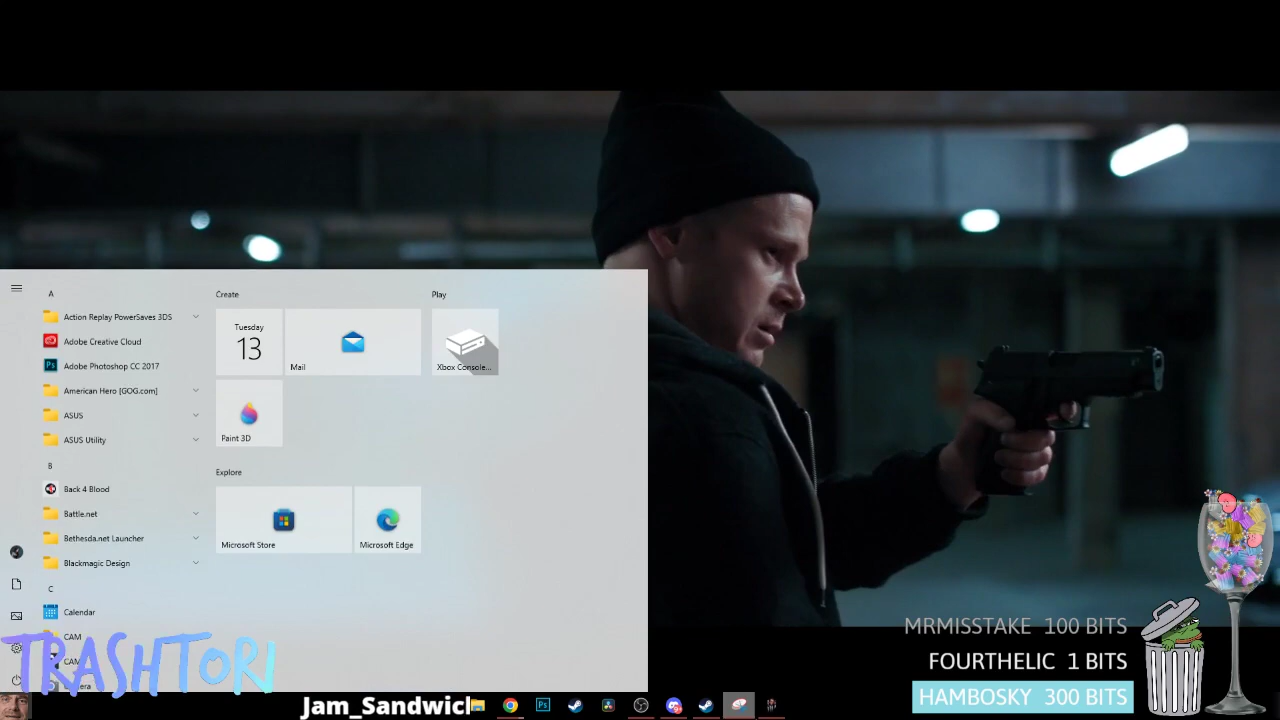 A
Action Replay PowerSaves 3DS
Adobe Creative Cloud
Adobe Photoshop CC 2017
American Hero [GOG.com]
ASUS
ASUS Utility
B
Back 4 Blood
Battle.net
Bethesda.net Launcher
Blackmagic Design
C
Calendar
CAM
Create
Tuesday
13
Mail
Paint 3D
Explore
Microsoft Store
Microsoft Edge
Play
Xbox Console...
TRASHTORI
MRMISSTAKE 100 BITS
FOURTHELIC 1 BITS
HAMBOSKY 300 BITS
Jam_Sandwich
Ps